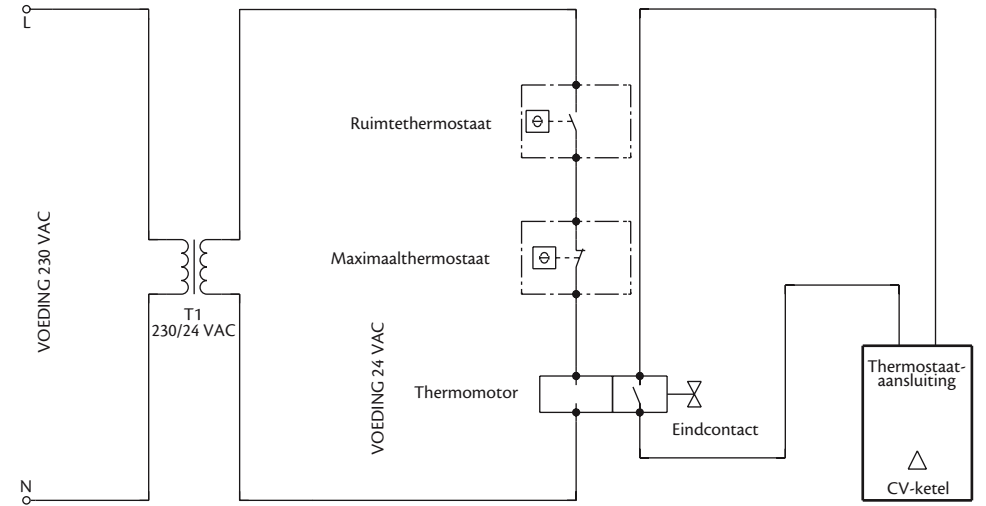 L
Ruimtethermostaat
VOEDING 230 VAC
Maximaalthermostaat
T1
230/24 VAC
VOEDING 24 VAC
Thermomotor
Eindcontact
Thermostaat-
aansluiting
CV-ketel
N